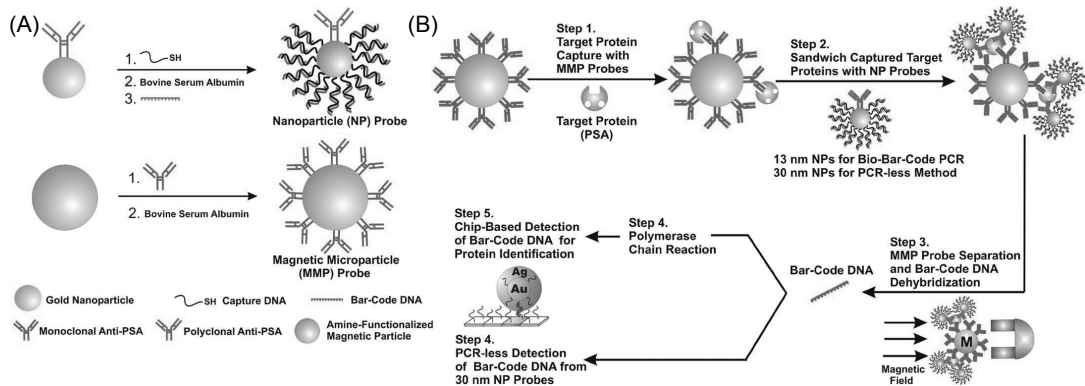 (A)
1.
SH
2. Bovine Serum Albumin
3.
Nanoparticle (NP) Probe
1.
2. Bovine Serum Albumin
Magnetic Microparticle
(MMP) Probe
Gold Nanoparticle
SH Capture DNA
Bar-Code DNA
Monoclonal Anti-PSA
Polyclonal Anti-PSA
Amine-Functionalized
Magnetic Particle
(B)
Step 1.
Target Protein
Capture with
MMP Probes
Target Protein
(PSA)
Step 2.
Sandwich Captured Target
Proteins with NP Probes
13 nm NPs for Bio-Bar-Code PCR
30 nm NPs for PCR-less Method
Step 3.
MMP Probe Separation
and Bar-Code DNA
Dehybridization
M
Magnetic
Field
Bar-Code DNA
Step 4.
Polymerase
Chain Reaction
Step 5.
Chip-Based Detection
of Bar-Code DNA for
Protein Identification
Ag
Au
Step 4.
PCR-less Detection
of Bar-Code DNA from
30 nm NP Probes